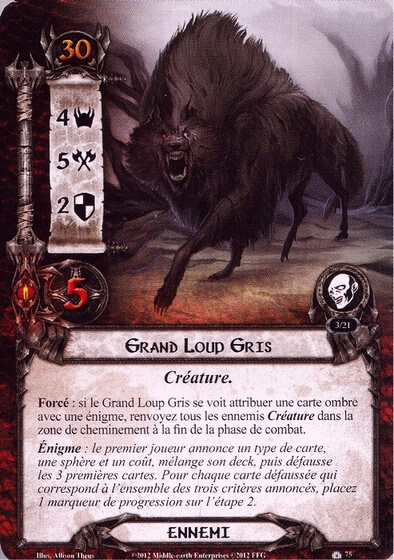 30
4
5
2
5
3/21
Grand Loup Gris
Créature.
Forcé : si le Grand Loup Gris se voit attribuer une carte ombre
avec une énigme, renvoyez tous les ennemis Créature dans la
zone de cheminement à la fin de la phase de combat.
Énigme : le premier joueur annonce un type de carte,
une sphère et un coût, mélange son deck, puis défausse
les 3 premières cartes. Pour chaque carte défaussée qui
correspond à l'ensemble des trois critères annoncés, placez
1 marqueur de progression sur l'étape 2.
ENNEMI
Illus. Allison Theus ©2012 Middle-earth Enterprises ©2012 FFG 75